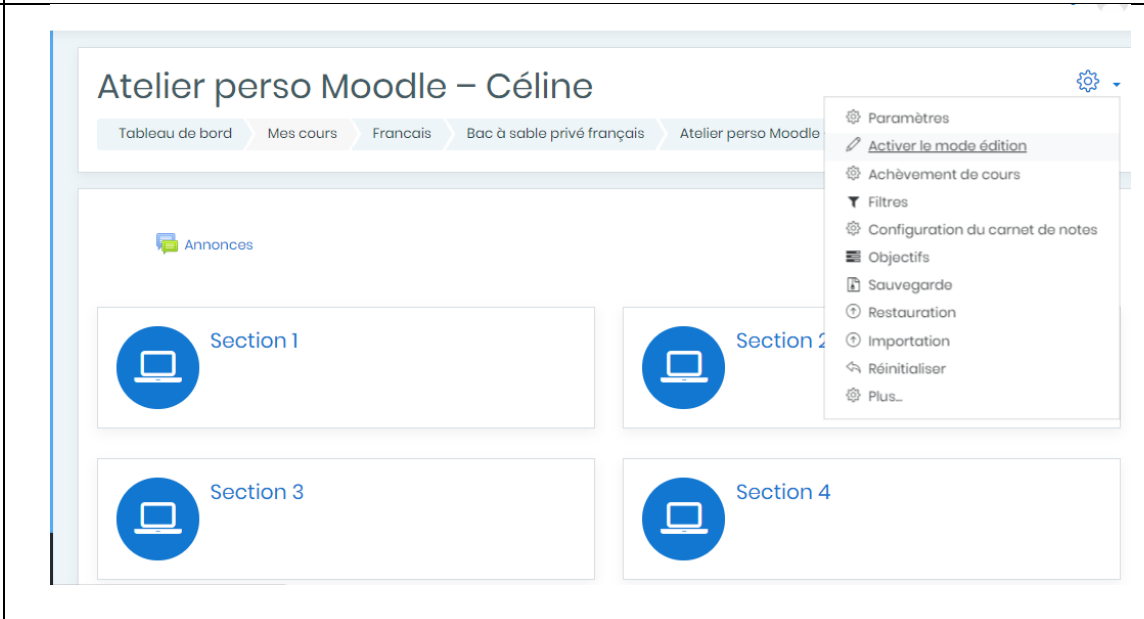 Atelier perso Moodle – Céline
Tableau de bord Mes cours Francais Bac à sable privé français Atelier perso Moodle
Paramètres
Activer le mode édition
Achèvement de cours
Filtres
Configuration du carnet de notes
Objectifs
Sauvegarde
Restauration
Importation
Réinitialiser
Plus...
Annonces
Section 1
Section 2
Section 3
Section 4